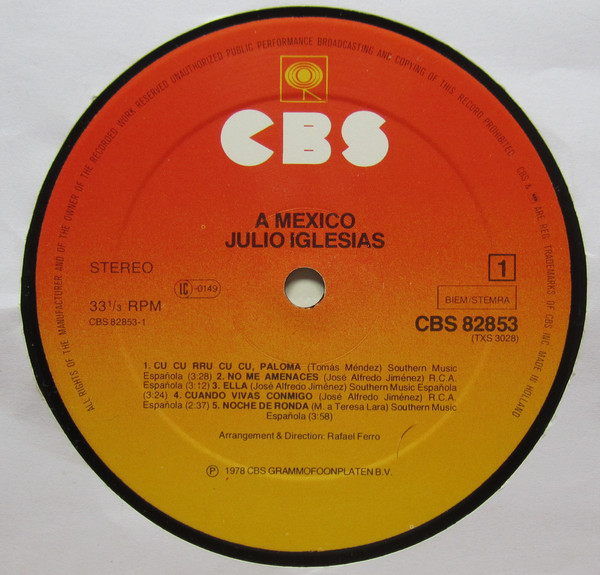 ALL RIGHTS OF THE MANUFACTURER AND OF THE OWNER OF THE RECORDED WORK RESERVED UNAUTHORIZED PUBLIC PERFORMANCE BROADCASTING AND COPYING OF THIS RECORD PROHIBITED CBS & ARE REG. TRADEMARKS OF CBS INC. MADE IN HOLLAND
CBS
A MEXICO
JULIO IGLESIAS
STEREO
(IC)-0149
1
33 1/3 RPM
BIEM/STEMRA
CBS 82853-1
CBS 82853
(TXS 3028)
1. CU CU RRU CU CU, PALOMA (Tomás Méndez) Southern Music
Española (3:28) 2. NO ME AMENACES (José Alfredo Jiménez) R.C.A.
Española (3:12) 3. ELLA (José Alfredo Jiménez) Southern Music Española
(3:24) 4. CUANDO VIVAS CONMIGO (José Alfredo Jiménez) R.C.A.
Española (2:37) 5. NOCHE DE RONDA (M. a Teresa Lara) Southern Music
Española (3:58)
Arrangement & Direction: Rafael Ferro
℗ 1978 CBS GRAMMOFOONPLATEN B.V.